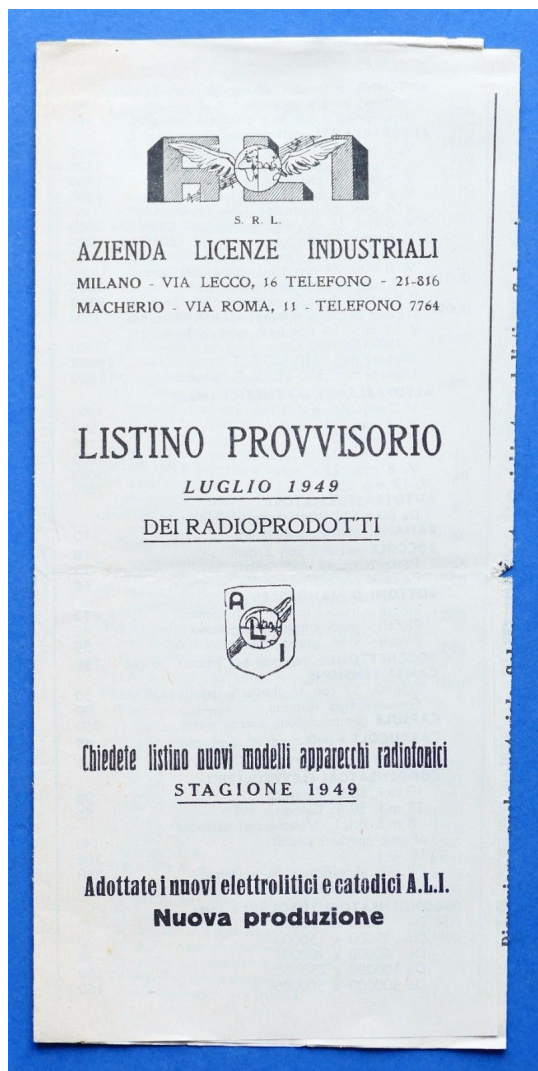 ALI
S. R. L.
AZIENDA LICENZE INDUSTRIALI
MILANO - VIA LECCO, 16 TELEFONO - 21-816
MACHERIO - VIA ROMA, 11 - TELEFONO 7764
LISTINO PROVVISORIO
LUGLIO 1949
DEI RADIOPRODOTTI
A
L
I
Chiedete listino nuovi modelli apparecchi radiofonici
STAGIONE 1949
Adottate i nuovi elettrolitici e catodici A.L.I.
Nuova produzione